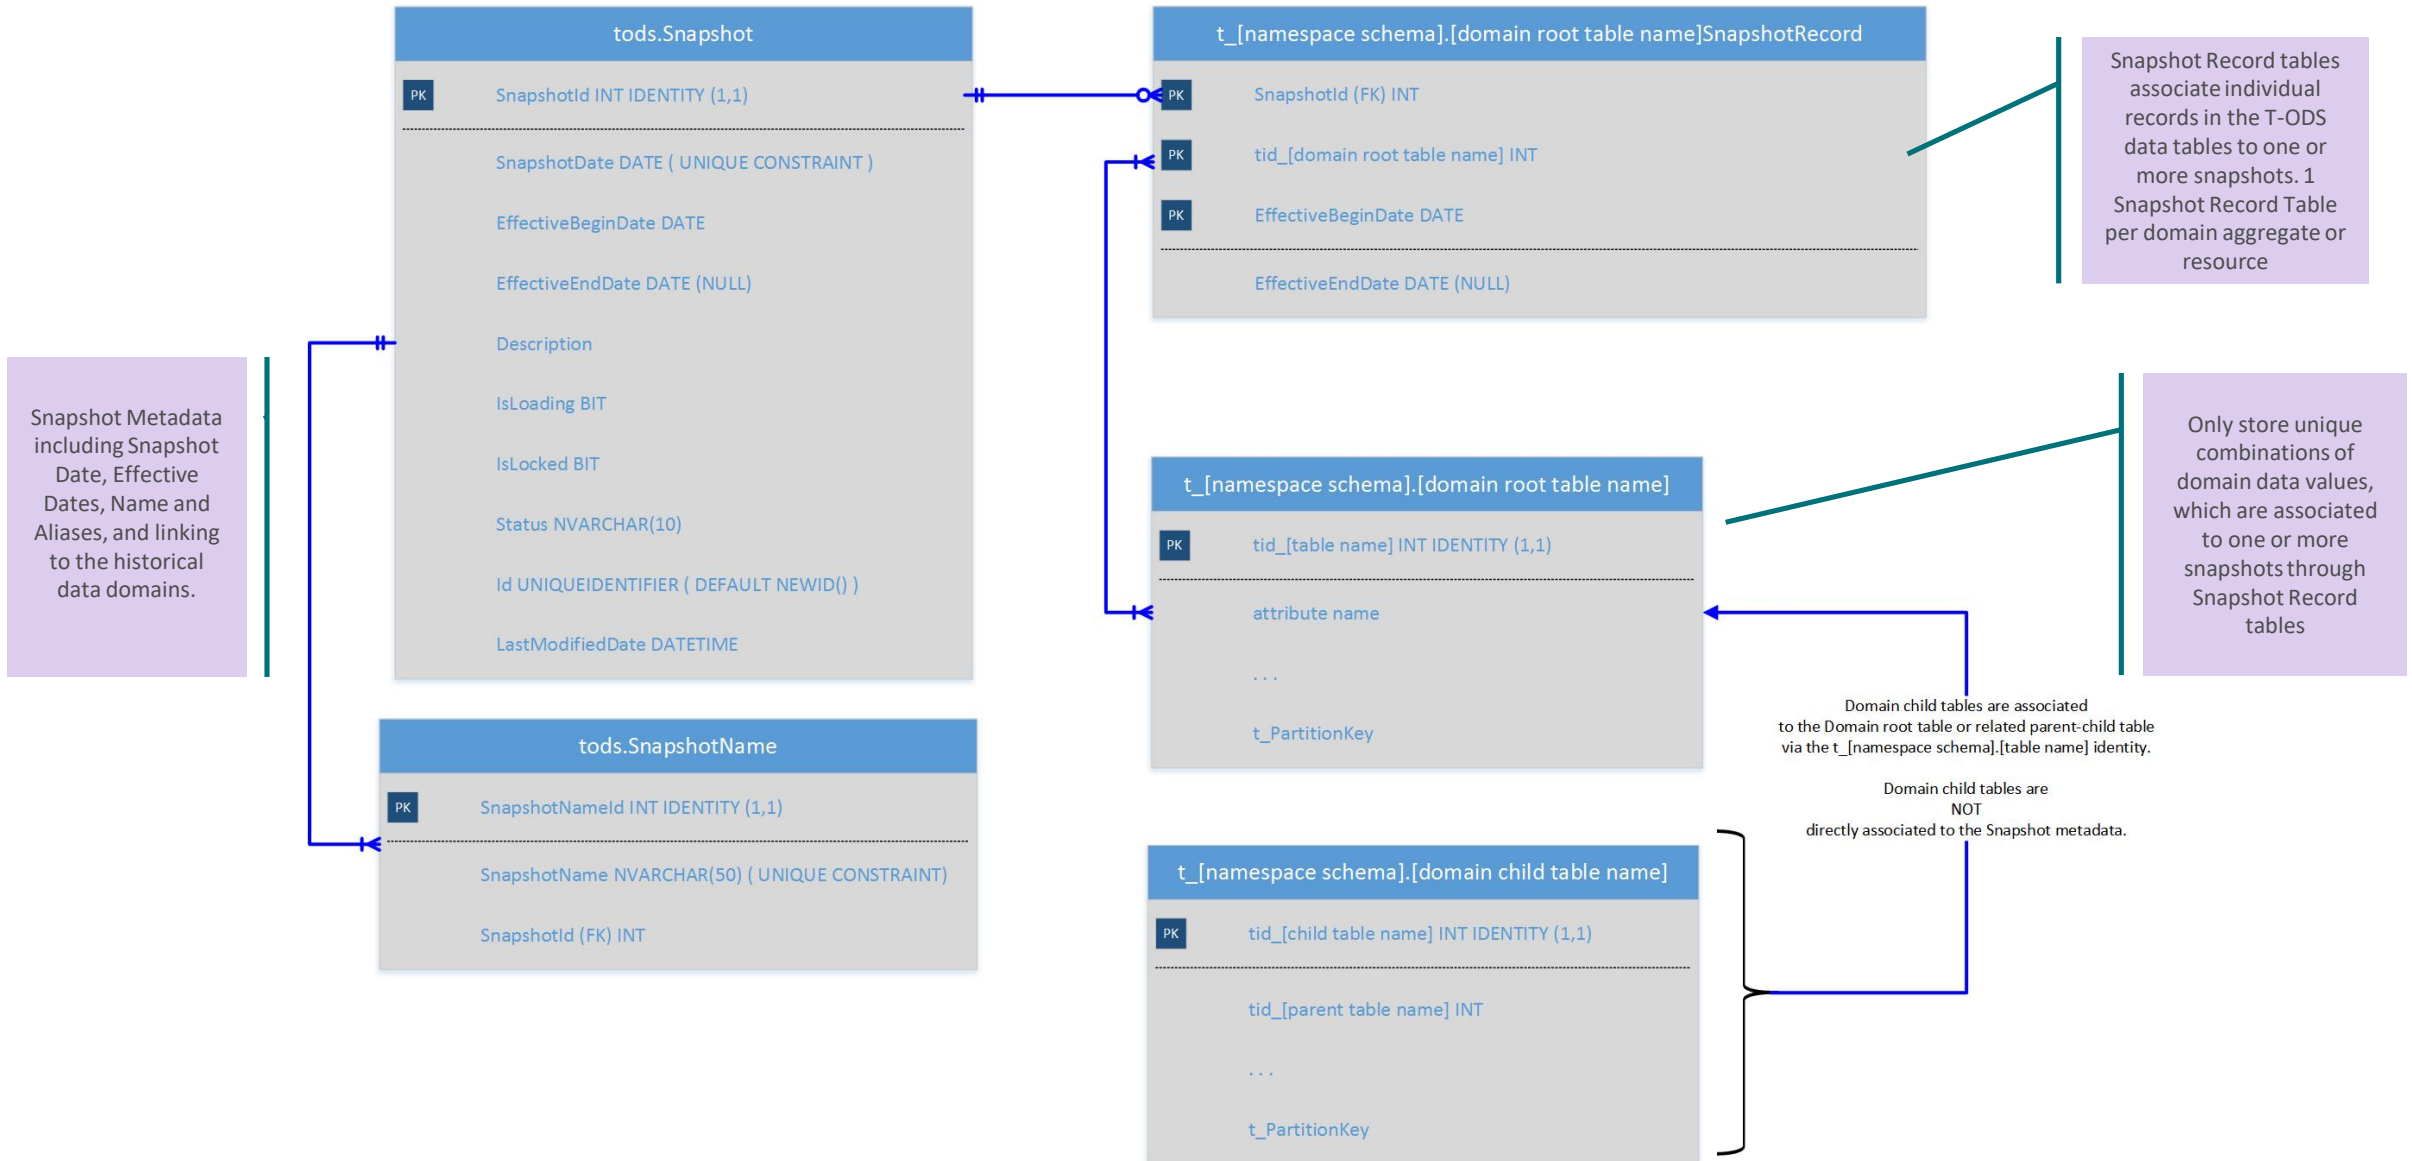 tods.Snapshot
PK SnapshotId INT IDENTITY (1,1)
SnapshotDate DATE ( UNIQUE CONSTRAINT )
EffectiveBeginDate DATE
EffectiveEndDate DATE (NULL)
Description
IsLoading BIT
IsLocked BIT
Status NVARCHAR(10)
Id UNIQUEIDENTIFIER ( DEFAULT NEWID() )
LastModifiedDate DATETIME
t_[namespace schema].[domain root table name]SnapshotRecord
PK SnapshotId (FK) INT
PK tid_[domain root table name] INT
PK EffectiveBeginDate DATE
EffectiveEndDate DATE (NULL)
Snapshot Record tables
associate individual
records in the T-ODS
data tables to one or
more snapshots. 1
Snapshot Record Table
per domain aggregate or
resource
Snapshot Metadata
including Snapshot
Date, Effective
Dates, Name and
Aliases, and linking
to the historical
data domains.
t_[namespace schema].[domain root table name]
PK tid_[table name] INT IDENTITY (1,1)
attribute name
. . .
t_PartitionKey
Only store unique
combinations of
domain data values,
which are associated
to one or more
snapshots through
Snapshot Record
tables
tods.SnapshotName
PK SnapshotNameId INT IDENTITY (1,1)
SnapshotName NVARCHAR(50) ( UNIQUE CONSTRAINT)
SnapshotId (FK) INT
Domain child tables are associated
to the Domain root table or related parent-child table
via the t_[namespace schema].[table name] identity.
Domain child tables are
NOT
directly associated to the Snapshot metadata.
t_[namespace schema].[domain child table name]
PK tid_[child table name] INT IDENTITY (1,1)
tid_[parent table name] INT
. . .
t_PartitionKey